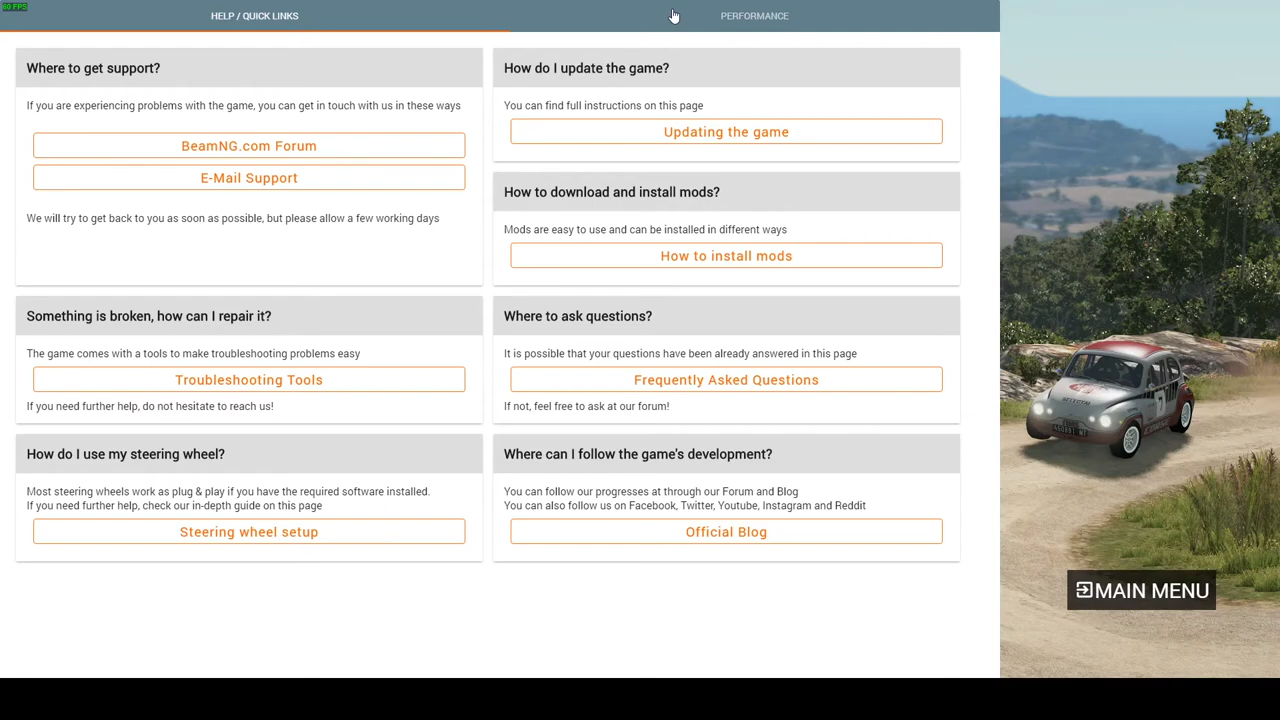 60 FPS
HELP / QUICK LINKS
PERFORMANCE
Where to get support?
If you are experiencing problems with the game, you can get in touch with us in these ways
BeamNG.com Forum
E-Mail Support
We will try to get back to you as soon as possible, but please allow a few working days
How do I update the game?
You can find full instructions on this page
Updating the game
How to download and install mods?
Mods are easy to use and can be installed in different ways
How to install mods
Something is broken, how can I repair it?
The game comes with a tools to make troubleshooting problems easy
Troubleshooting Tools
If you need further help, do not hesitate to reach us!
Where to ask questions?
It is possible that your questions have been already answered in this page
Frequently Asked Questions
If not, feel free to ask at our forum!
How do I use my steering wheel?
Most steering wheels work as plug & play if you have the required software installed.
If you need further help, check our in-depth guide on this page
Steering wheel setup
Where can I follow the game's development?
You can follow our progresses at through our Forum and Blog
You can also follow us on Facebook, Twitter, Youtube, Instagram and Reddit
Official Blog
MAIN MENU